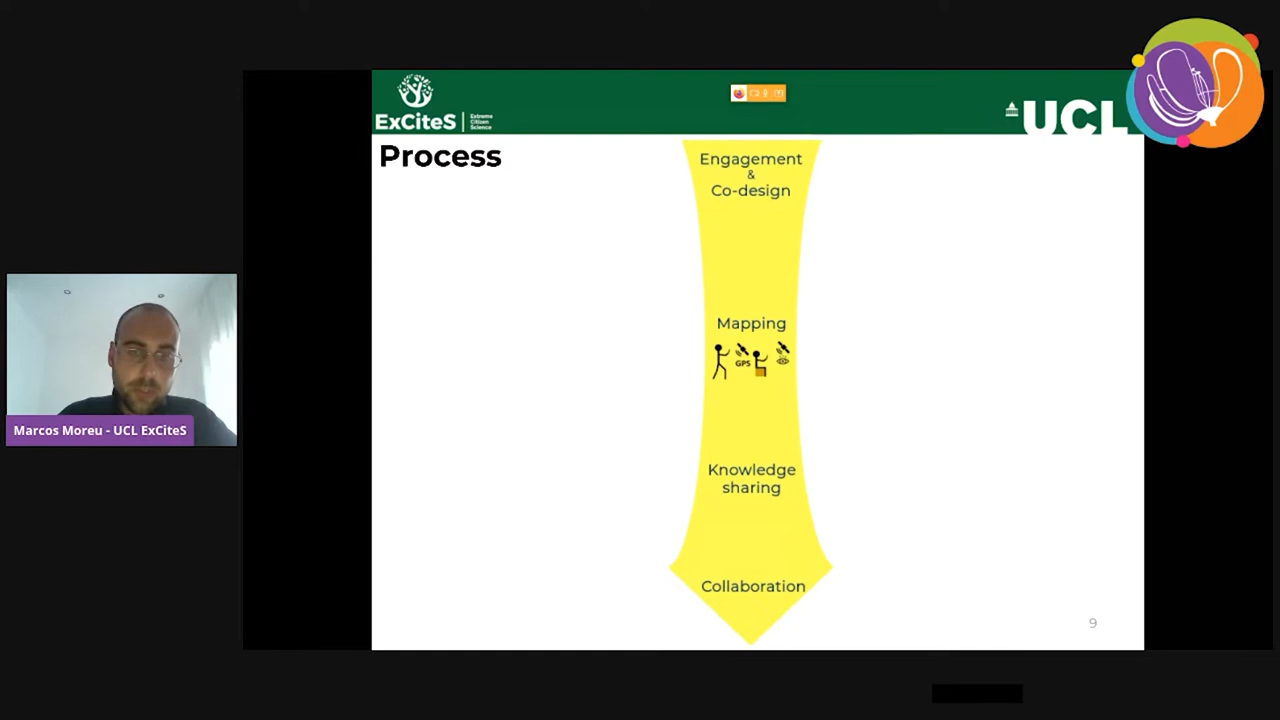 ExCiteS
Extreme
Citizen
Science
UCL
Process
Engagement
&
Co-design
Mapping
GPS
Knowledge
sharing
Collaboration
9
Marcos Moreu - UCL ExCiteS